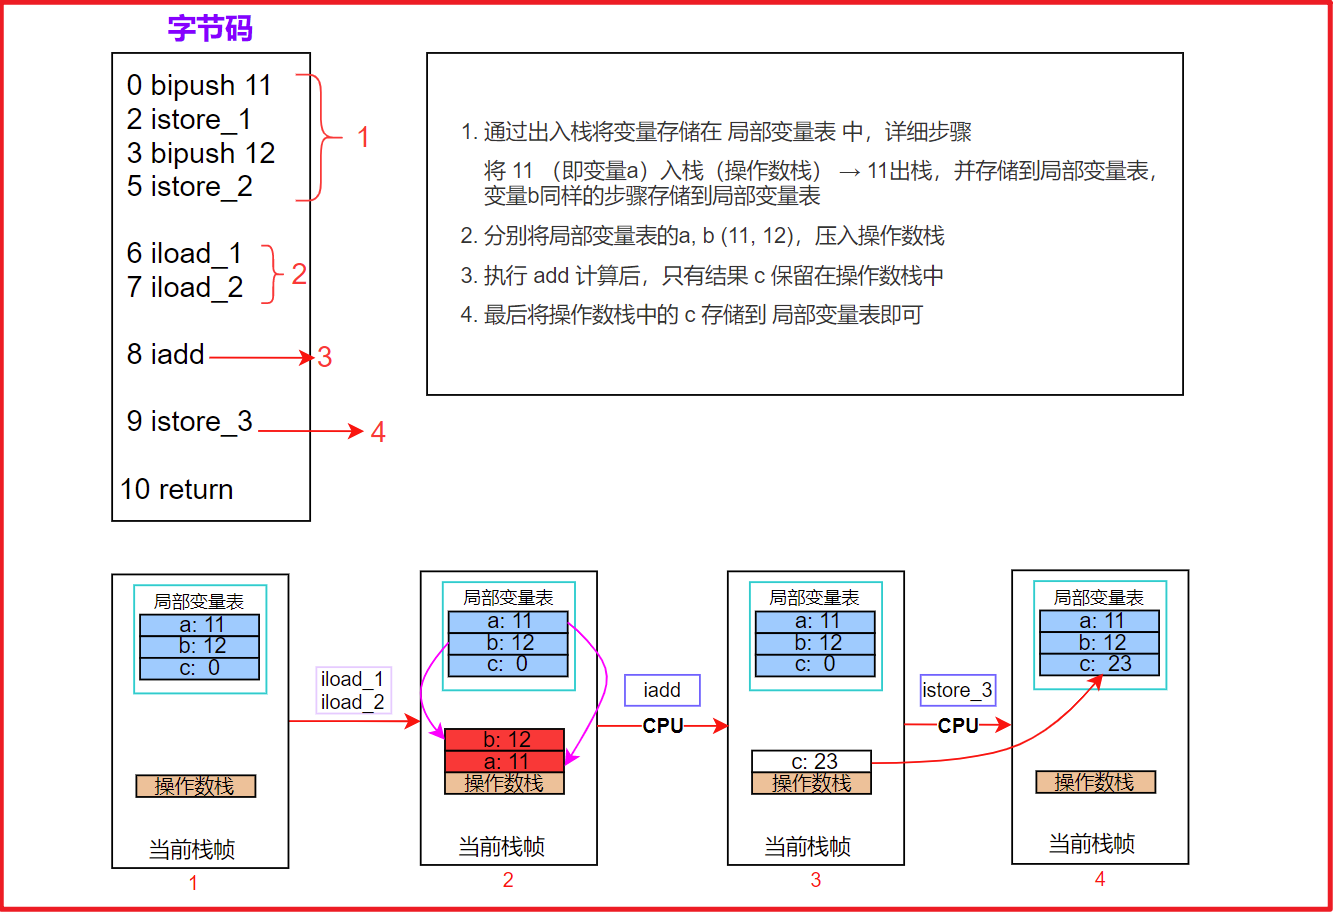 字节码
0 bipush 11
2 istore_1
3 bipush 12
5 istore_2
1
6 iload_1
7 iload_2
2
8 iadd
3
9 istore_3
4
10 return
1. 通过出入栈将变量存储在 局部变量表 中，详细步骤
将 11 （即变量a）入栈（操作数栈） → 11出栈，并存储到局部变量表，
变量b同样的步骤存储到局部变量表
2. 分别将局部变量表的a, b (11, 12)，压入操作数栈
3. 执行 add 计算后，只有结果 c 保留在操作数栈中
4. 最后将操作数栈中的 c 存储到 局部变量表即可
局部变量表
a: 11
b: 12
c: 0
操作数栈
当前栈帧
1
iload_1
iload_2
局部变量表
a: 11
b: 12
c: 0
b: 12
a: 11
操作数栈
当前栈帧
2
iadd
CPU
局部变量表
a: 11
b: 12
c: 0
c: 23
操作数栈
当前栈帧
3
istore_3
CPU
局部变量表
a: 11
b: 12
c: 23
操作数栈
当前栈帧
4